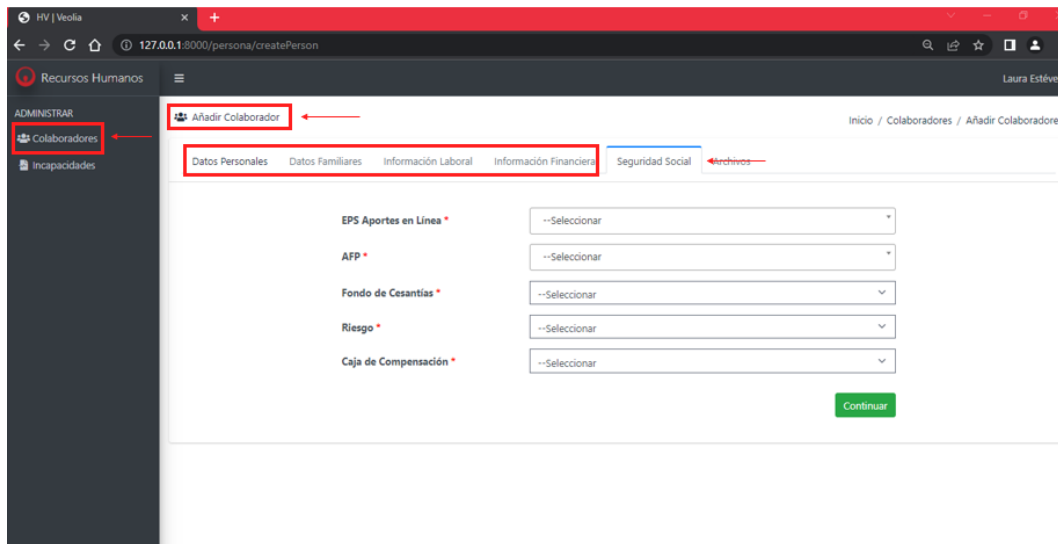 HV | Veolia
127.0.0.1:8000/persona/createPerson
Recursos Humanos
Laura Estéve
ADMINISTRAR
Colaboradores
Incapacidades
Añadir Colaborador
Inicio / Colaboradores / Añadir Colaboradore
Datos Personales Datos Familiares Información Laboral Información Financiera Seguridad Social Archivos
EPS Aportes en Línea * --Seleccionar
AFP * --Seleccionar
Fondo de Cesantías * --Seleccionar
Riesgo * --Seleccionar
Caja de Compensación * --Seleccionar
Continuar